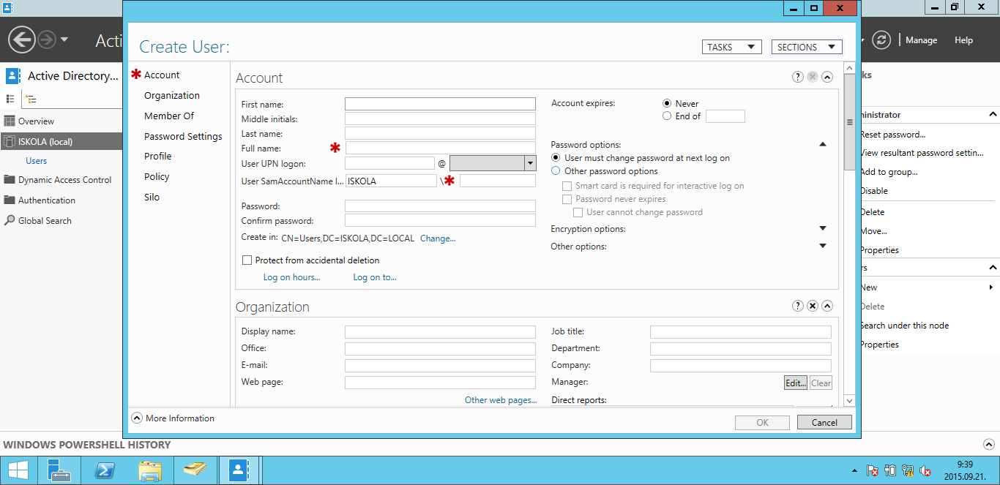 Acti
Manage
Help
Create User:
TASKS
SECTIONS
Active Directory...
Overview
ISKOLA (local)
Users
Dynamic Access Control
Authentication
Global Search
* Account
Organization
Member Of
Password Settings
Profile
Policy
Silo
Account
First name:
Middle initials:
Last name:
Full name: *
User UPN logon: @
User SamAccountName l... ISKOLA \*
Password:
Confirm password:
Create in: CN=Users,DC=ISKOLA,DC=LOCAL Change...
Protect from accidental deletion
Log on hours... Log on to...
Account expires: Never
End of
Password options:
User must change password at next log on
Other password options
Smart card is required for interactive log on
Password never expires
User cannot change password
Encryption options:
Other options:
Organization
Display name:
Office:
E-mail:
Web page:
Other web pages...
Job title:
Department:
Company:
Manager: Edit... Clear
Direct reports:
More Information
OK Cancel
ks
ninistrator
Reset password...
View resultant password settin...
Add to group...
Disable
Delete
Move...
Properties
rs
New
Delete
Search under this node
Properties
WINDOWS POWERSHELL HISTORY
9:39
2015.09.21.